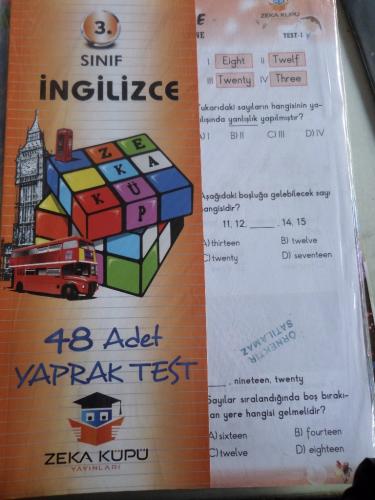 3.
SINIF
İNGİLİZCE
Z E K A
K Ü P
48 Adet
YAPRAK TEST
ZEKA KÜPÜ
YAYINLARI
ZEKA KÜPÜ
TEST-1
I Eight II Twelf
III Twenty IV Three
Yukarıdaki sayıların hangisinin ya-
zılışında yanlışlık yapılmıştır?
A) I B) II C) III D) IV
Aşağıdaki boşluğa gelebilecek sayı
hangisidir?
11, 12, ____ , 14, 15
A) thirteen B) twelve
C) twenty D) seventeen
ÖRNEKTİR
SATILAMAZ
____ , nineteen, twenty
Sayılar sıralandığında boş bırakı-
lan yere hangisi gelmelidir?
A) sixteen B) fourteen
C) twelve D) eighteen